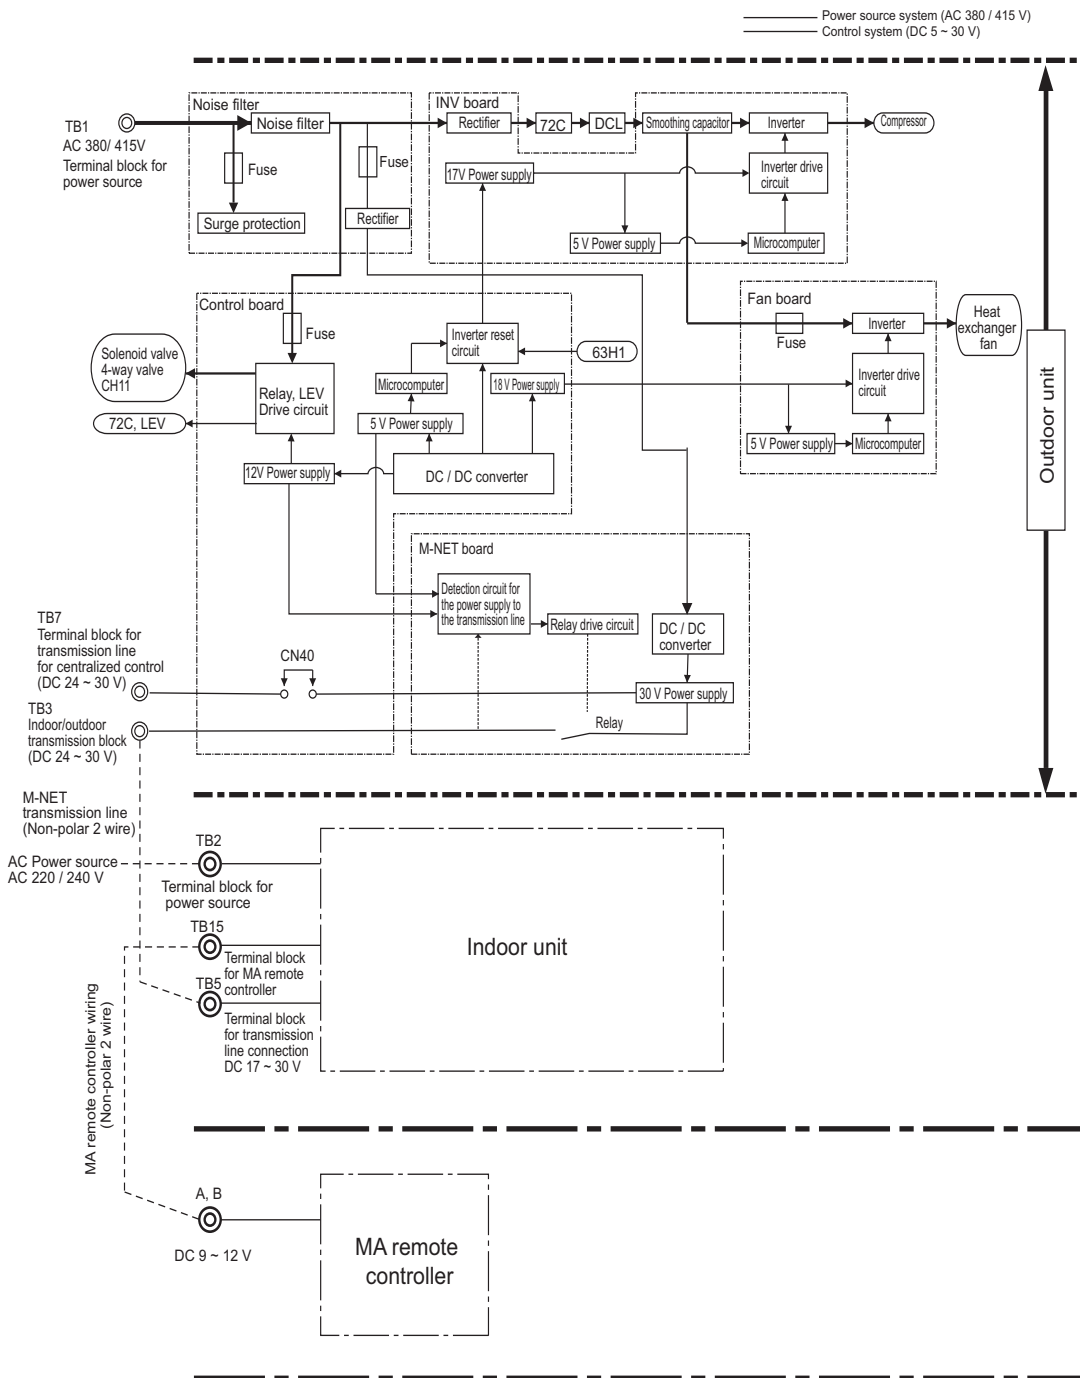 Power source system (AC 380 / 415 V)
Control system (DC 5 ~ 30 V)
Noise filter
INV board
TB1
AC 380/ 415V
Terminal block for
power source
Noise filter
Rectifier
72C
DCL
Smoothing capacitor
Inverter
Compressor
Fuse
Fuse
17V Power supply
Inverter drive
circuit
Surge protection
Rectifier
5 V Power supply
Microcomputer
Control board
Fan board
Fuse
Inverter reset
circuit
63H1
Fuse
Inverter
Heat
exchanger
fan
Solenoid valve
4-way valve
CH11
Relay, LEV
Drive circuit
Microcomputer
18 V Power supply
Inverter drive
circuit
72C, LEV
5 V Power supply
5 V Power supply
Microcomputer
12V Power supply
DC / DC converter
Outdoor unit
M-NET board
Detection circuit for
the power supply to
the transmission line
Relay drive circuit
DC / DC
converter
TB7
Terminal block for
transmission line
for centralized control
(DC 24 ~ 30 V)
CN40
30 V Power supply
TB3
Indoor/outdoor
transmission block
(DC 24 ~ 30 V)
Relay
M-NET
transmission line
(Non-polar 2 wire)
TB2
AC Power source
AC 220 / 240 V
Terminal block for
power source
TB15
Terminal block
for MA remote
controller
Indoor unit
TB5
Terminal block
for transmission
line connection
DC 17 ~ 30 V
MA remote controller wiring
(Non-polar 2 wire)
A, B
DC 9 ~ 12 V
MA remote
controller